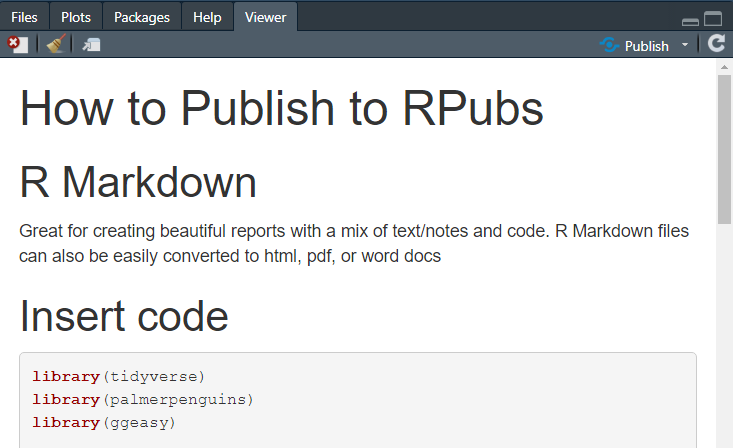 Files Plots Packages Help Viewer
Publish
How to Publish to RPubs
R Markdown
Great for creating beautiful reports with a mix of text/notes and code. R Markdown files
can also be easily converted to html, pdf, or word docs
Insert code
library(tidyverse)
library(palmerpenguins)
library(ggeasy)